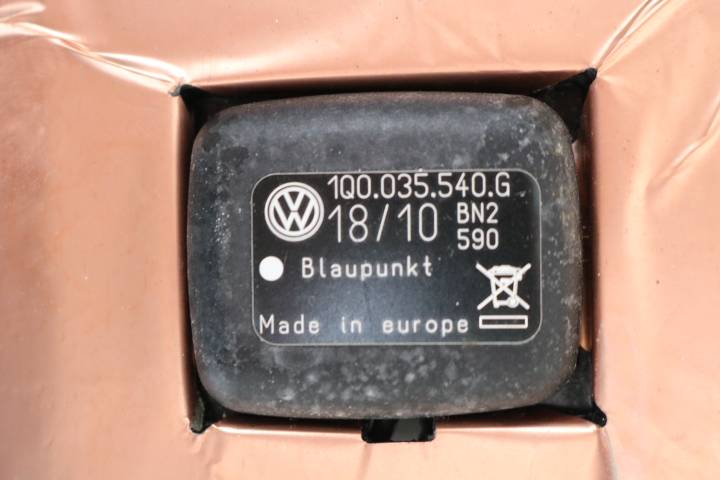 1Q0.035.540.G
18/10 BN2
590
Blaupunkt
Made in europe